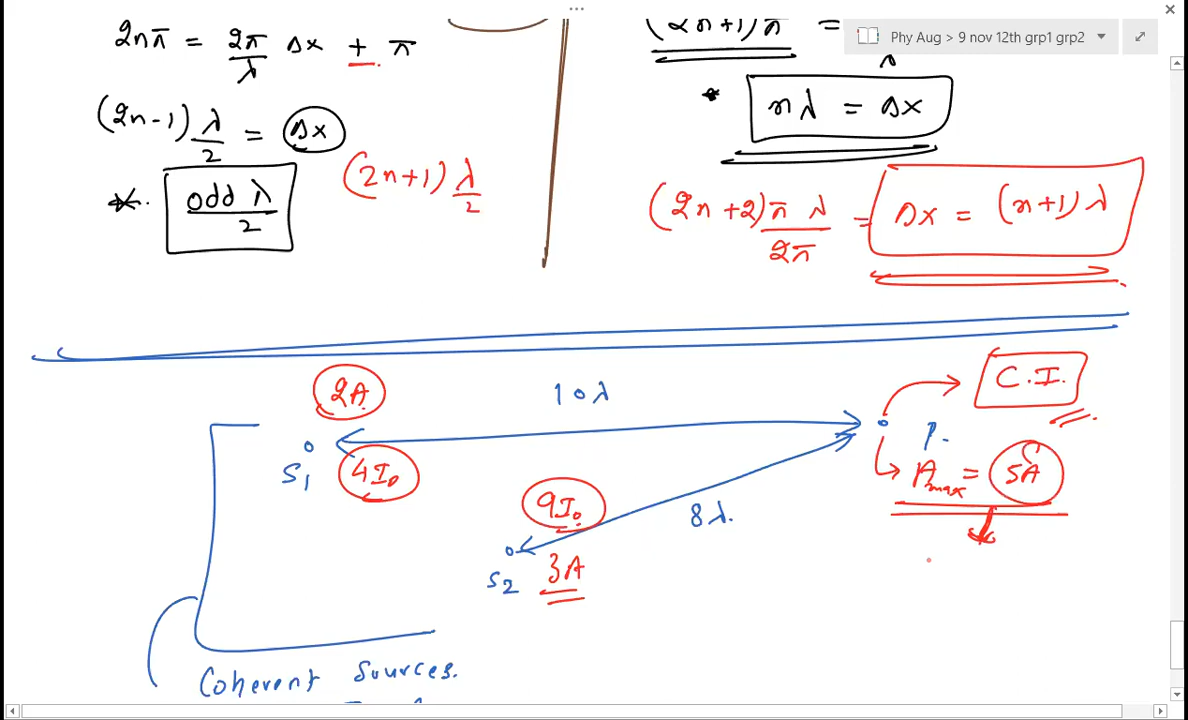 2nπ = 2π/λ Δx + π
(2n-1) λ/2 = Δx
odd λ/2
(2n+1) λ/2
(2n+1)π =
Phy Aug > 9 nov 12th grp1 grp2
nλ = Δx
(2n+2)π λ/2π = Δx = (n+1)λ
2A
10λ
C.I.
S1
4I₀
P.
Amax = 5A
9I₀
8λ.
S2
3A
Coherent Sources.